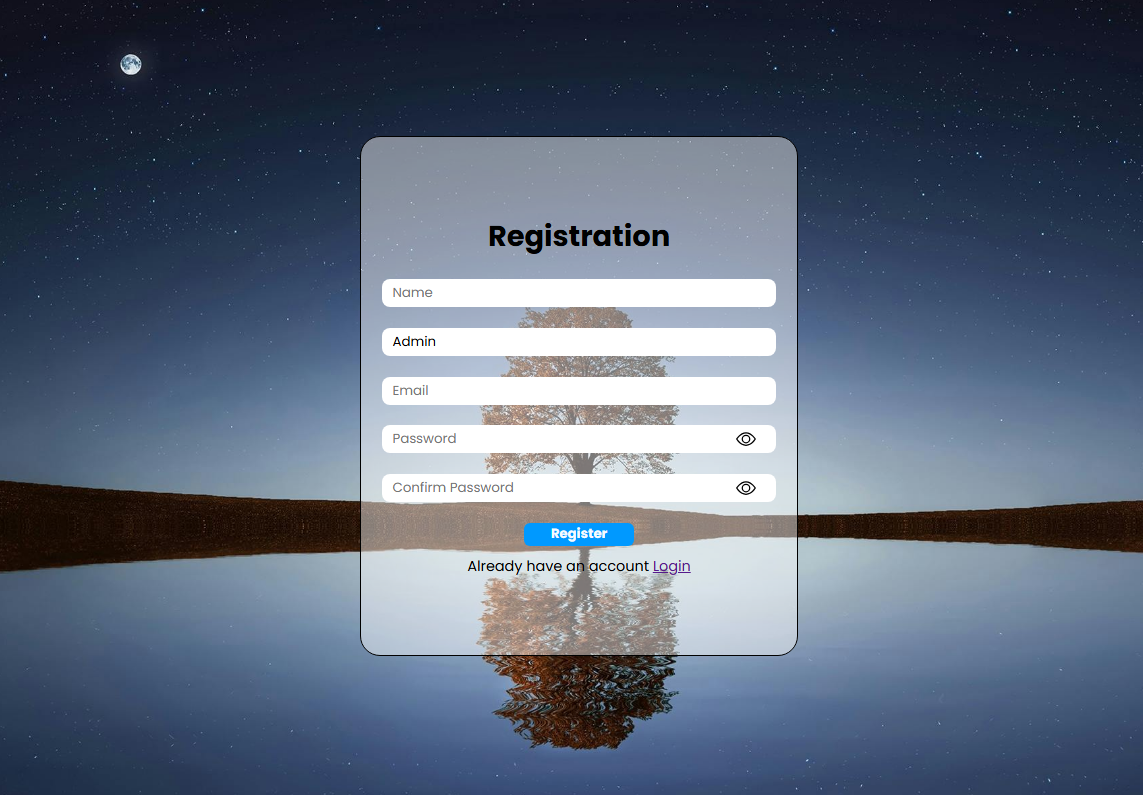 Registration
Name
Admin
Email
Password
Confirm Password
Register
Already have an account Login